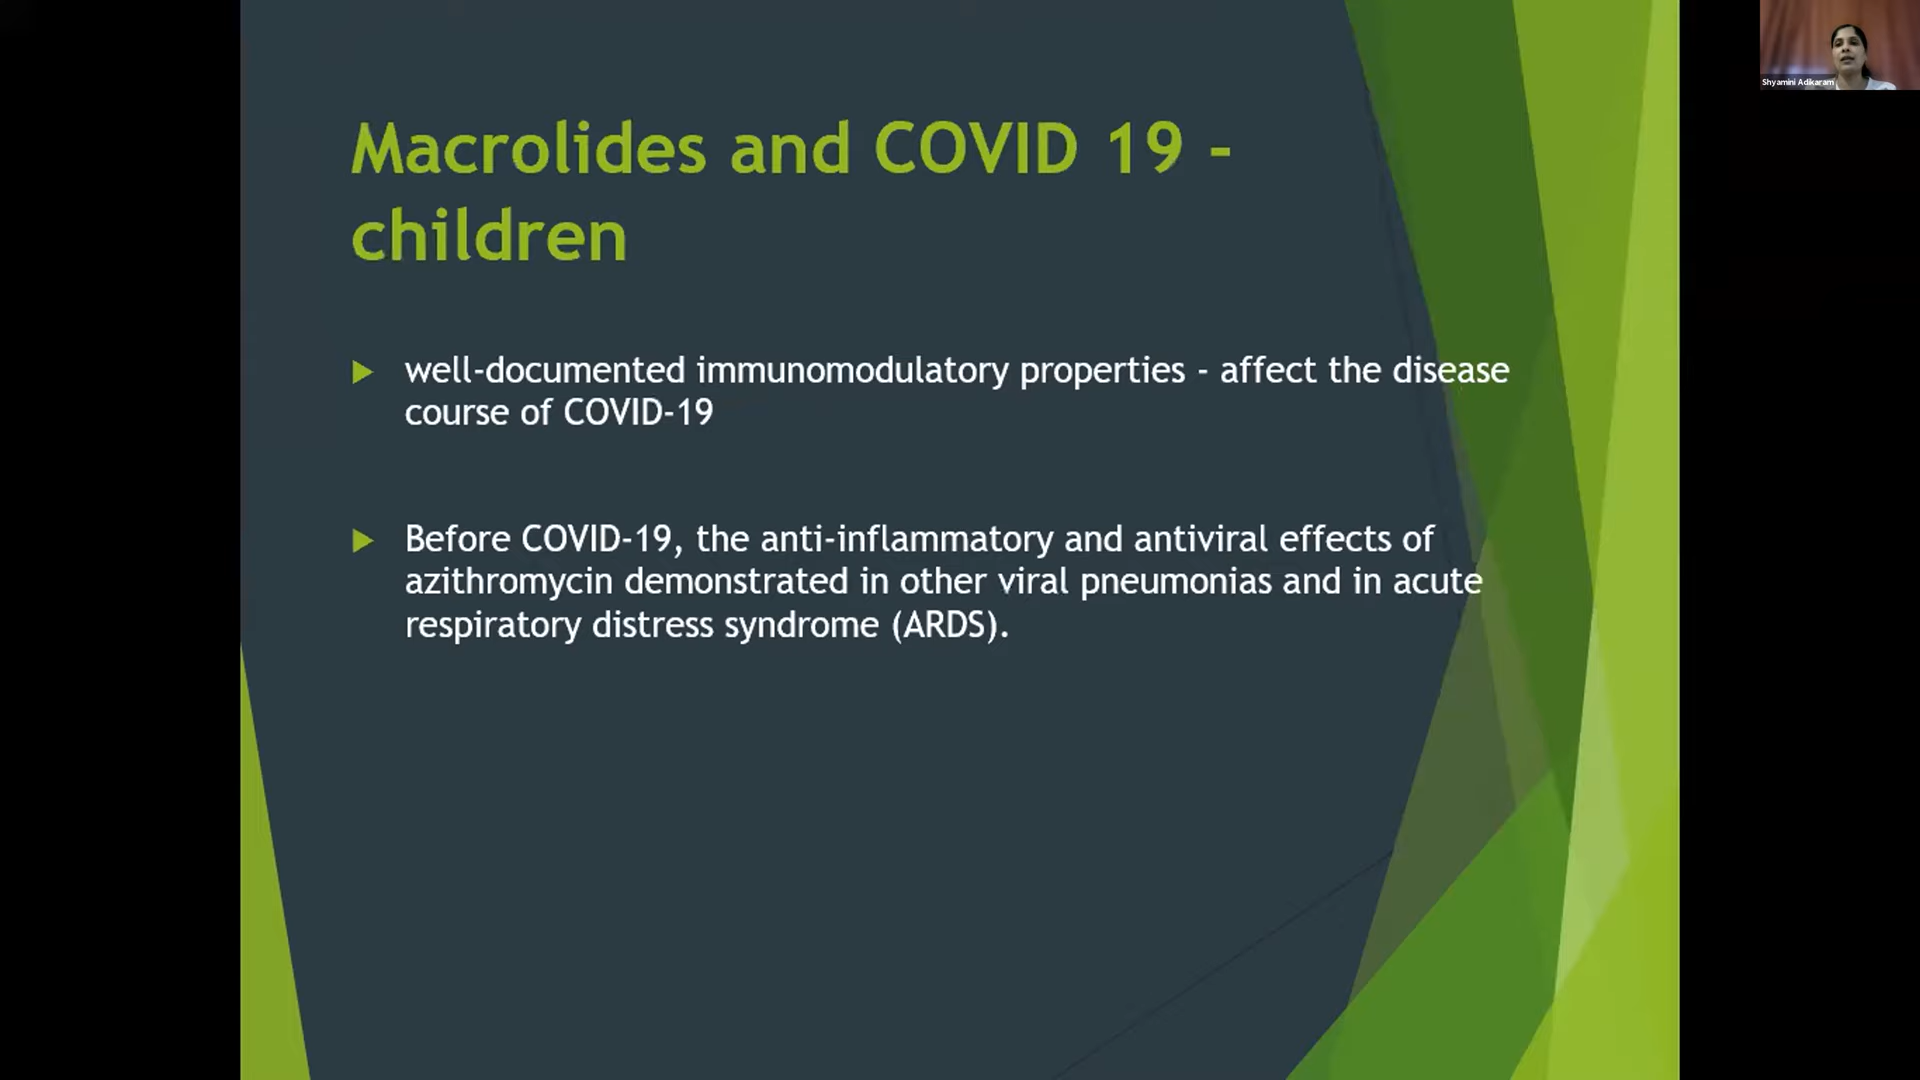 Macrolides and COVID 19 -
children
well-documented immunomodulatory properties - affect the disease
course of COVID-19
Before COVID-19, the anti-inflammatory and antiviral effects of
azithromycin demonstrated in other viral pneumonias and in acute
respiratory distress syndrome (ARDS).
Shyamini Adikaram